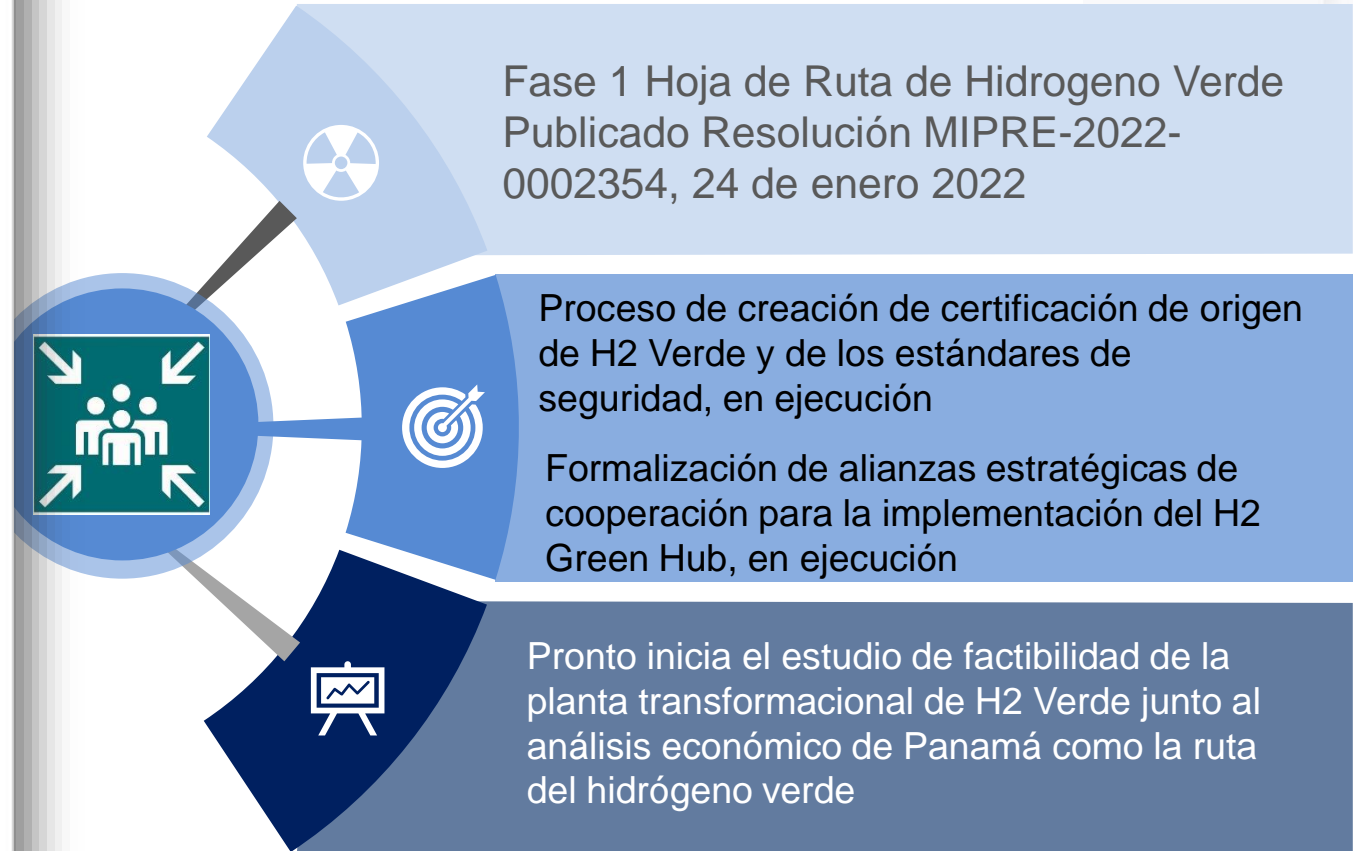 Fase 1 Hoja de Ruta de Hidrogeno Verde
Publicado Resolución MIPRE-2022-
0002354, 24 de enero 2022
Proceso de creación de certificación de origen
de H2 Verde y de los estándares de
seguridad, en ejecución
Formalización de alianzas estratégicas de
cooperación para la implementación del H2
Green Hub, en ejecución
Pronto inicia el estudio de factibilidad de la
planta transformacional de H2 Verde junto al
análisis económico de Panamá como la ruta
del hidrógeno verde